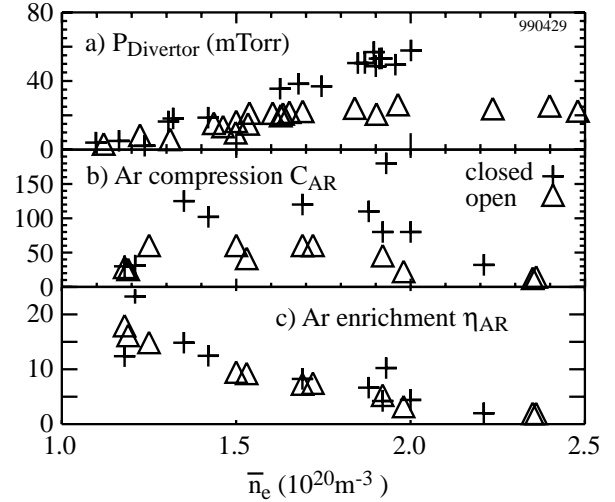 80
a) P_Divertor (mTorr)
990429
40
0
150
b) Ar compression C_AR
closed
100
open
50
0
20
c) Ar enrichment η_AR
10
0
1.0 1.5 2.0 2.5
n̅_e (10^20 m^-3)